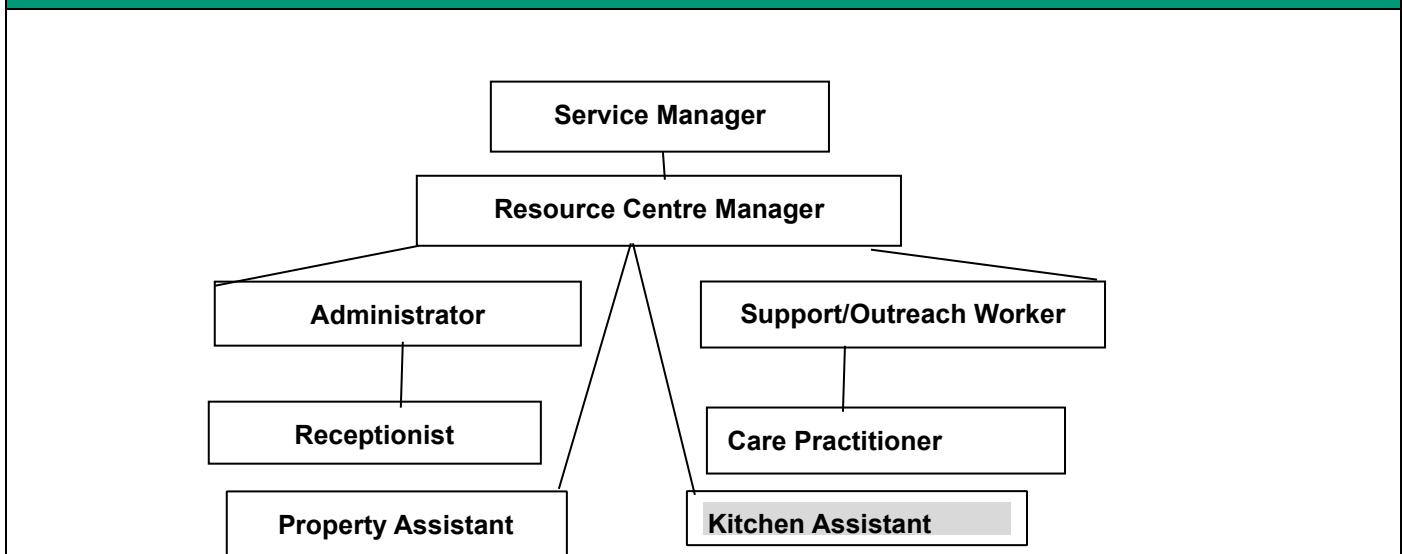 Service Manager
Resource Centre Manager
Administrator
Support/Outreach Worker
Receptionist
Care Practitioner
Property Assistant
Kitchen Assistant